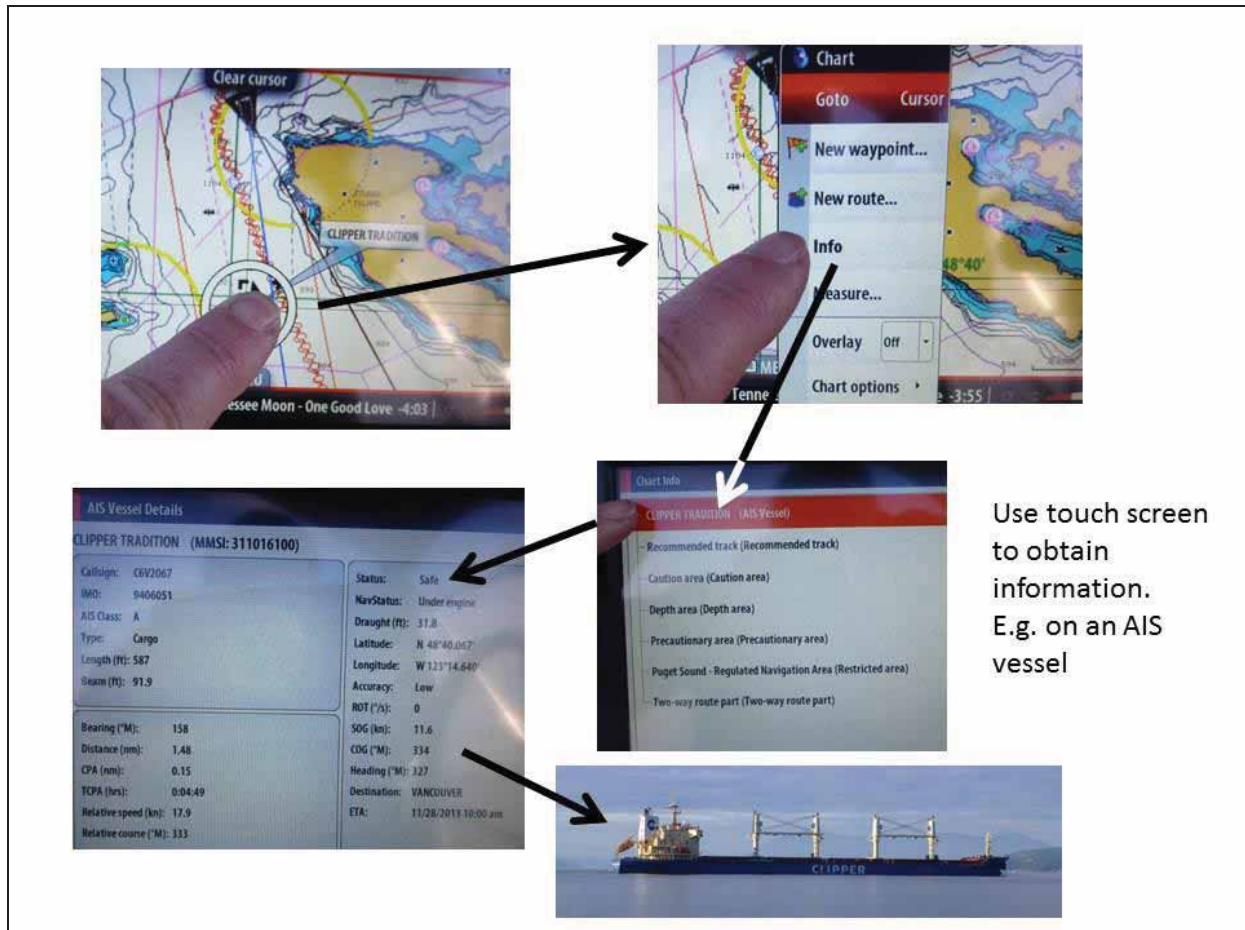 Clear cursor
CLIPPER TRADITION
essee Moon - One Good Love -4:03
Chart
Goto Cursor
New waypoint...
New route...
Info
48°40'
Measure...
Overlay Off
Chart options
Tenne e -3:55
AIS Vessel Details
CLIPPER TRADITION (MMSI: 311016100)
Callsign: C6V2067
IMO: 9406051
AIS Class: A
Type: Cargo
Length (ft): 587
Beam (ft): 91.9
Bearing (°M): 158
Distance (nm): 1.48
CPA (nm): 0.15
TCPA (hrs): 0:04:49
Relative speed (kn): 17.9
Relative course (°M): 333
Status: Safe
NavStatus: Under engine
Draught (ft): 31.8
Latitude: N 48°40.067'
Longitude: W 123°14.640'
Accuracy: Low
ROT (°/s): 0
SOG (kn): 11.6
COG (°M): 334
Heading (°M): 327
Destination: VANCOUVER
ETA: 11/28/2013 10:00 am
Chart Info
CLIPPER TRADITION (AIS Vessel)
Recommended track (Recommended track)
Caution area (Caution area)
Depth area (Depth area)
Precautionary area (Precautionary area)
Puget Sound - Regulated Navigation Area (Restricted area)
Two-way route part (Two-way route part)
Use touch screen
to obtain
information.
E.g. on an AIS
vessel
CLIPPER